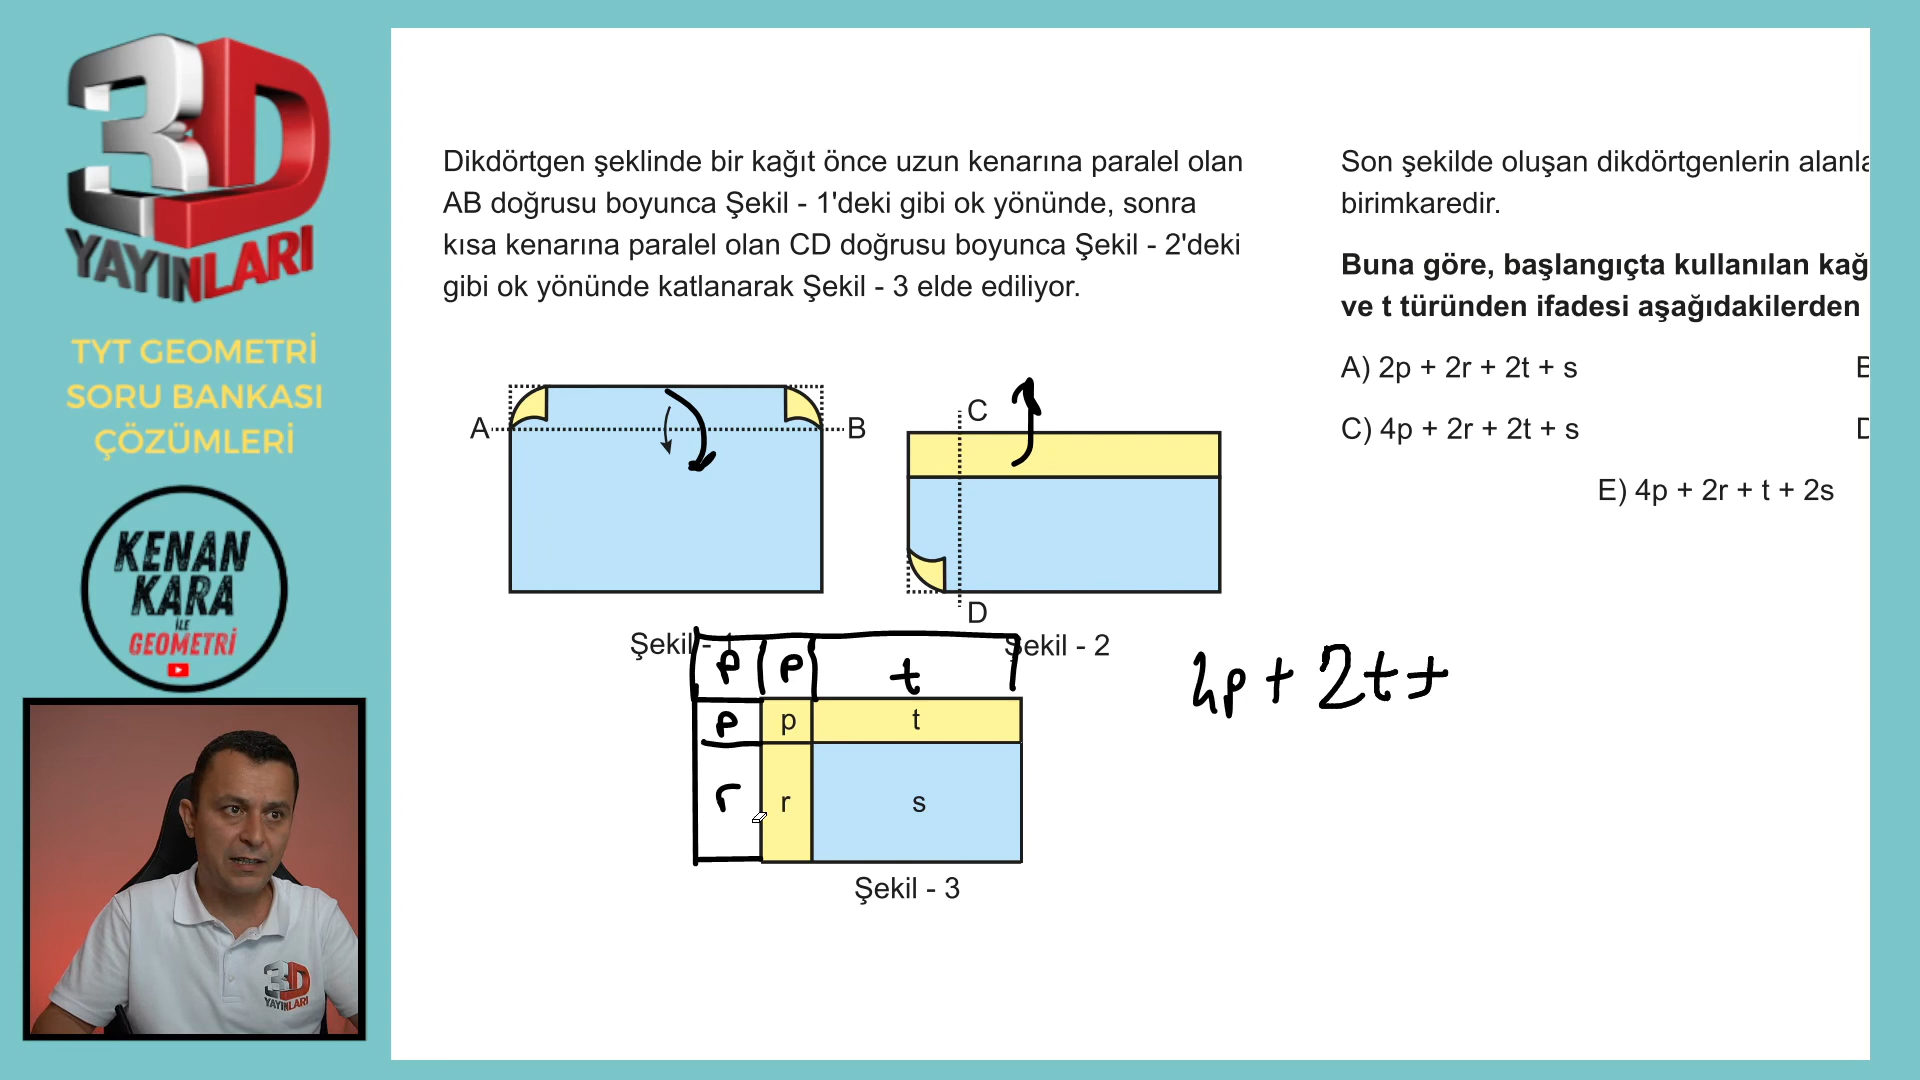 3D
YAYINLARI
TYT GEOMETRİ
SORU BANKASI
ÇÖZÜMLERİ
KENAN
KARA
İLE
GEOMETRİ
3D
YAYINLARI
Dikdörtgen şeklinde bir kağıt önce uzun kenarına paralel olan
AB doğrusu boyunca Şekil - 1'deki gibi ok yönünde, sonra
kısa kenarına paralel olan CD doğrusu boyunca Şekil - 2'deki
gibi ok yönünde katlanarak Şekil - 3 elde ediliyor.
A
B
C
D
Şekil - 1
Şekil - 2
p p t
p p t
r r s
Şekil - 3
Son şekilde oluşan dikdörtgenlerin
birimkaredir.
Buna göre, başlangıçta kullanılan
ve t türünden ifadesi aşağıdakilerden
A) 2p + 2r + 2t + s
C) 4p + 2r + 2t + s
E) 4p + 2r + t + 2s
4p + 2t +